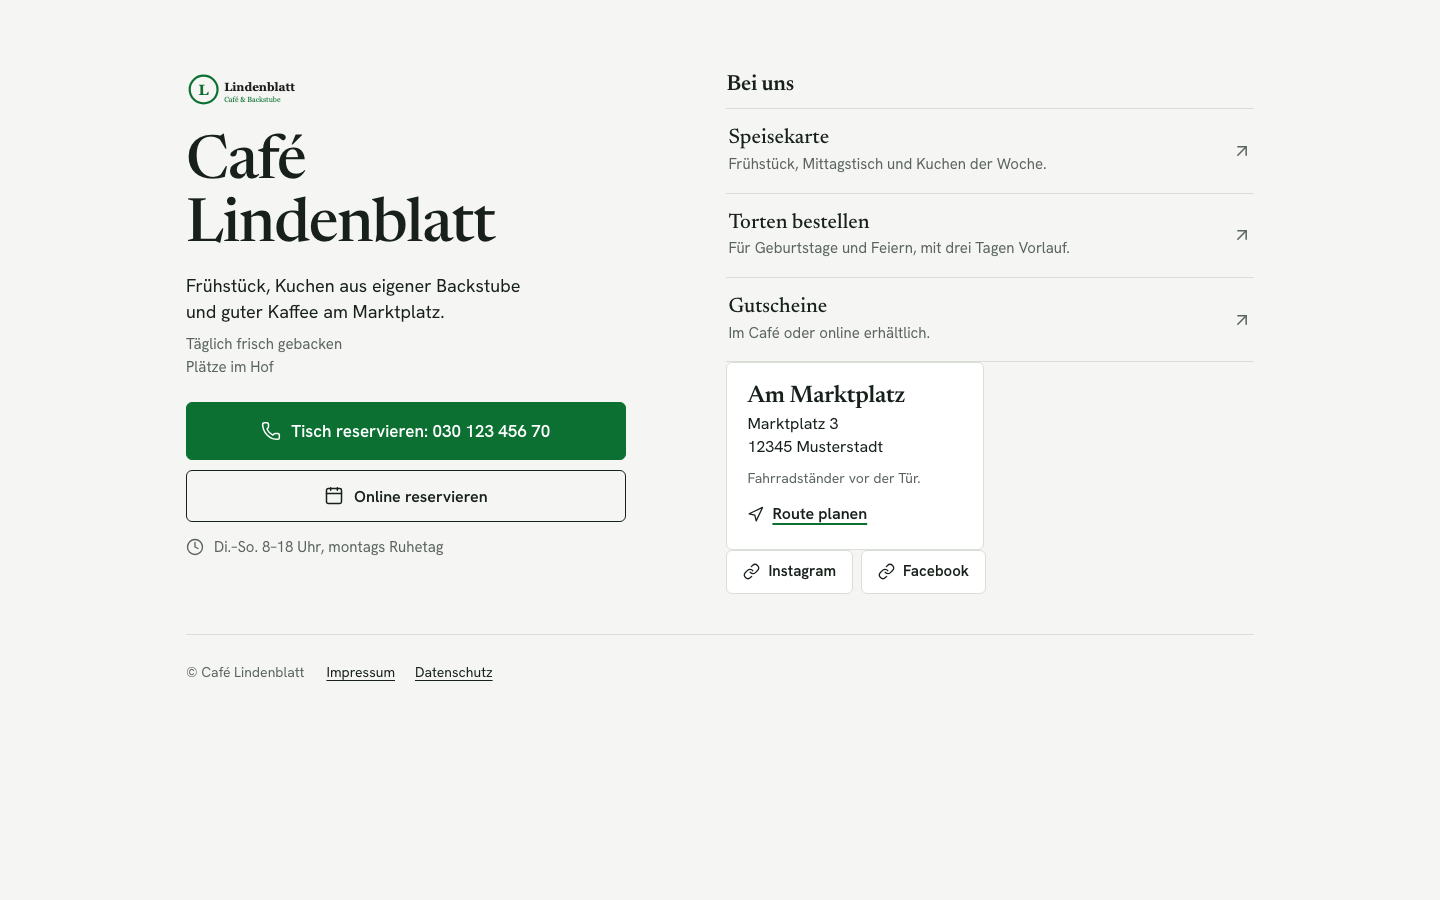 L
Lindenblatt
Café & Backstube
Café
Lindenblatt
Frühstück, Kuchen aus eigener Backstube
und guter Kaffee am Marktplatz.
Täglich frisch gebacken
Plätze im Hof
Tisch reservieren: 030 123 456 70
Online reservieren
Di.–So. 8–18 Uhr, montags Ruhetag
Bei uns
Speisekarte
Frühstück, Mittagstisch und Kuchen der Woche.
Torten bestellen
Für Geburtstage und Feiern, mit drei Tagen Vorlauf.
Gutscheine
Im Café oder online erhältlich.
Am Marktplatz
Marktplatz 3
12345 Musterstadt
Fahrradständer vor der Tür.
Route planen
Instagram
Facebook
© Café Lindenblatt
Impressum
Datenschutz